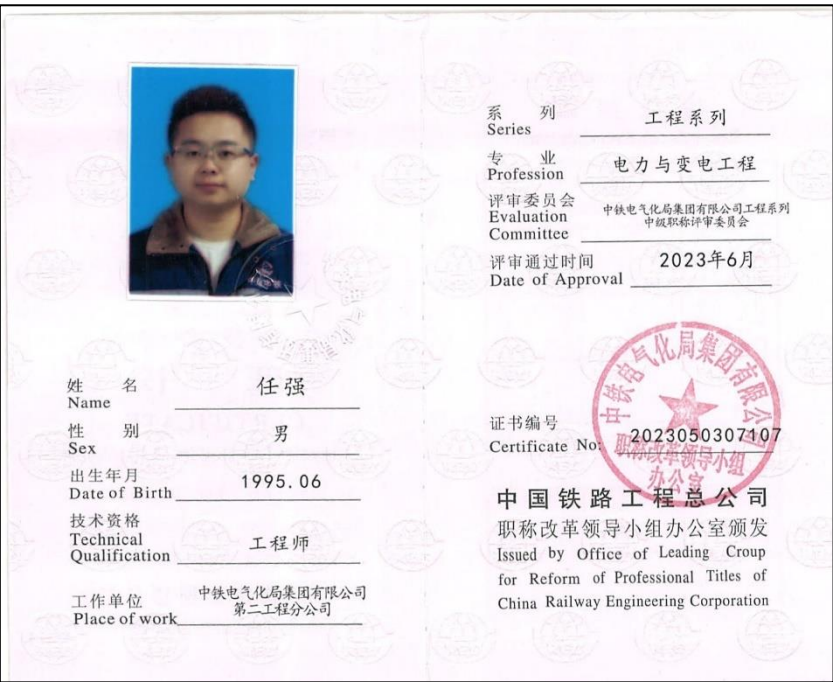 姓 名 任强
Name
性 别 男
Sex
出生年月 1995.06
Date of Birth
技术资格
Technical 工程师
Qualification
工作单位 中铁电气化局集团有限公司
Place of work 第二工程分公司
系 列 工程系列
Series
专 业 电力与变电工程
Profession
评审委员会
Evaluation 中铁电气化局集团有限公司工程系列
Committee 中级职称评审委员会
评审通过时间 2023年6月
Date of Approval
中铁电气化局集团有限公司
职称改革领导小组
办公室
证书编号
Certificate No: 2023050307107
中国铁路工程总公司
职称改革领导小组办公室颁发
Issued by Office of Leading Croup
for Reform of Professional Titles of
China Railway Engineering Corporation